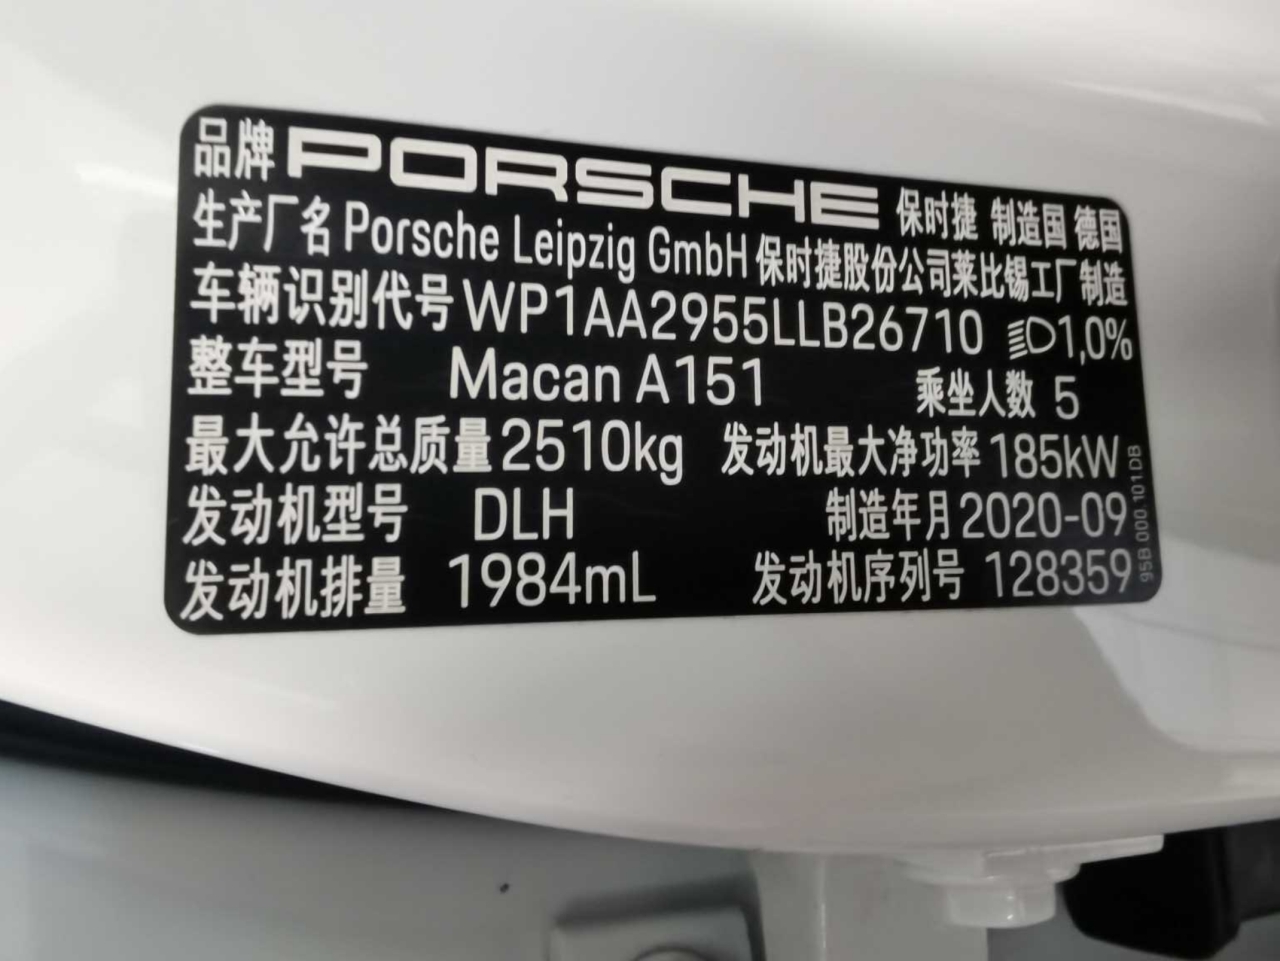 品牌 PORSCHE 保时捷 制造国 德国
生产厂名 Porsche Leipzig GmbH 保时捷股份公司莱比锡工厂制造
车辆识别代号 WP1AA2955LLB26710 1,0%
整车型号 Macan A151 乘坐人数 5
最大允许总质量 2510kg 发动机最大净功率 185kW
发动机型号 DLH 制造年月 2020-09
发动机排量 1984mL 发动机序列号 128359
95B 000 101 DB